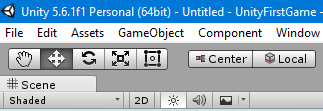 Unity 5.6.1f1 Personal (64bit) - Untitled - UnityFirstGame -
File Edit Assets GameObject Component Window
Center Local
Scene
Shaded 2D